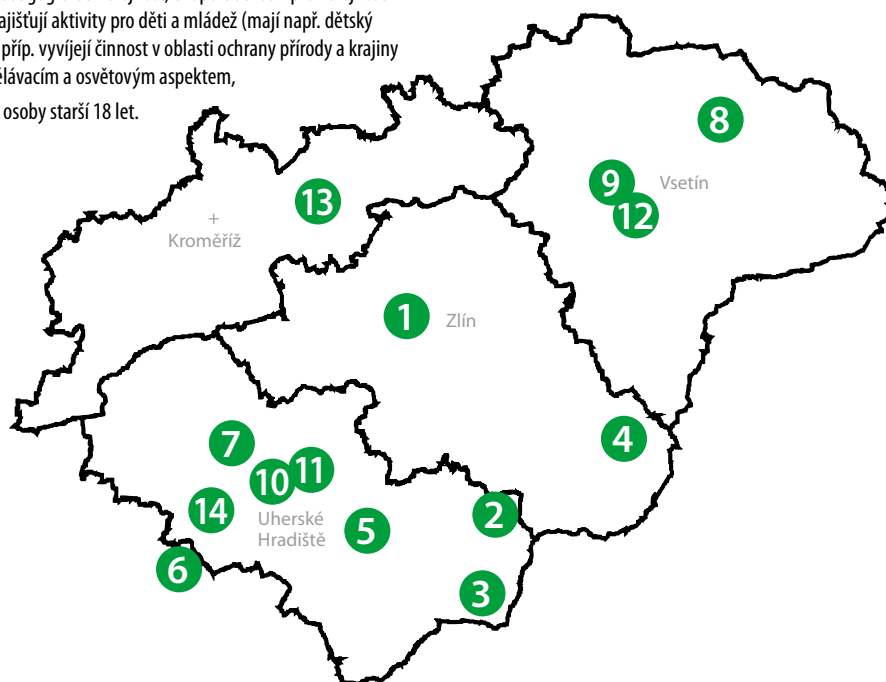 ajišťují aktivity pro děti a mládež (mají např. dětský
příp. vyvíjejí činnost v oblasti ochrany přírody a krajiny
ělávacím a osvětovým aspektem,
osoby starší 18 let.
8
9
Vsetín
12
13
+
Kroměříž
1
Zlín
4
7
11
10
14
Uherské
Hradiště
5
2
6
3